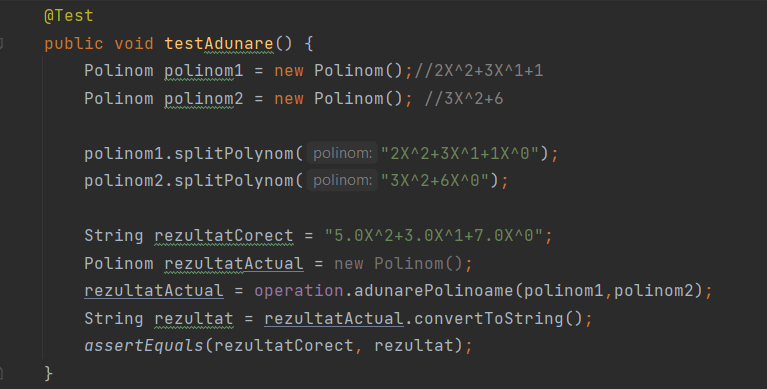 @Test
public void testAdunare() {
Polinom polinom1 = new Polinom();//2X^2+3X^1+1
Polinom polinom2 = new Polinom(); //3X^2+6
polinom1.splitPolynom( polinom: "2X^2+3X^1+1X^0");
polinom2.splitPolynom( polinom: "3X^2+6X^0");
String rezultatCorect = "5.0X^2+3.0X^1+7.0X^0";
Polinom rezultatActual = new Polinom();
rezultatActual = operation.adunarePolinoame(polinom1,polinom2);
String rezultat = rezultatActual.convertToString();
assertEquals(rezultatCorect, rezultat);
}